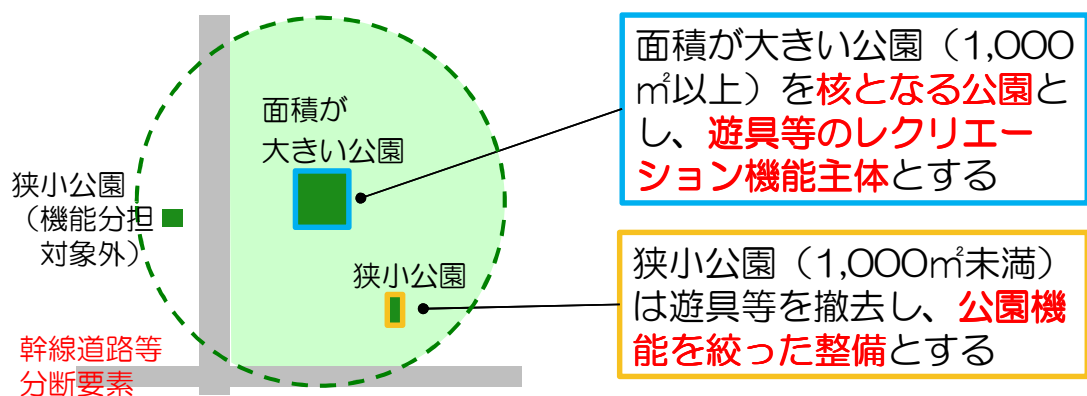 面積が
大きい公園
狭小公園
（機能分担
対象外）
狭小公園
幹線道路等
分断要素
面積が大きい公園（1,000
㎡以上）を核となる公園と
し、遊具等のレクリエー
ション機能主体とする
狭小公園（1,000㎡未満）
は遊具等を撤去し、公園機
能を絞った整備とする